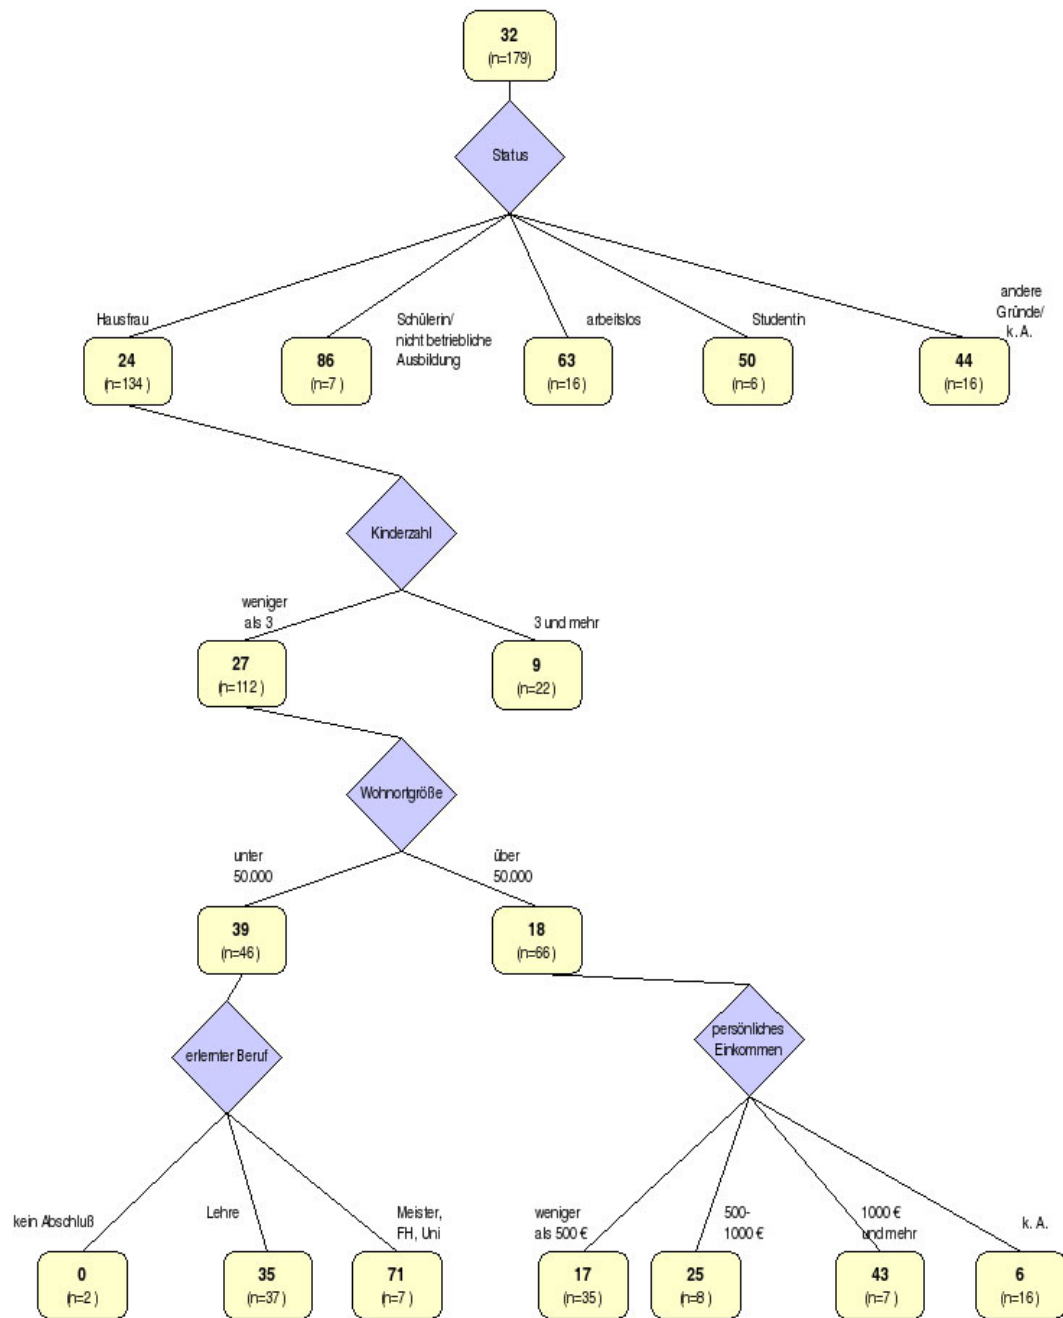 32
(n=179)
Status
Hausfrau
Schülerin/
nicht betriebliche
Ausbildung
arbeitslos
Studentin
andere
Gründe/
k. A.
24
(n=134 )
86
(n=7 )
63
(n=16 )
50
(n=6 )
44
(n=16 )
Kinderzahl
weniger
als 3
3 und mehr
27
(n=112 )
9
(n=22 )
Wohnortgröße
unter
50.000
über
50.000
39
(n=46 )
18
(n=66 )
erlernter Beruf
persönliches
Einkommen
kein Abschluß
Lehre
Meister,
FH, Uni
weniger
als 500 €
500-
1000 €
1000 €
und mehr
k. A.
0
(n=2 )
35
(n=37 )
71
(n=7 )
17
(n=35 )
25
(n=8 )
43
(n=7 )
6
(n=16 )